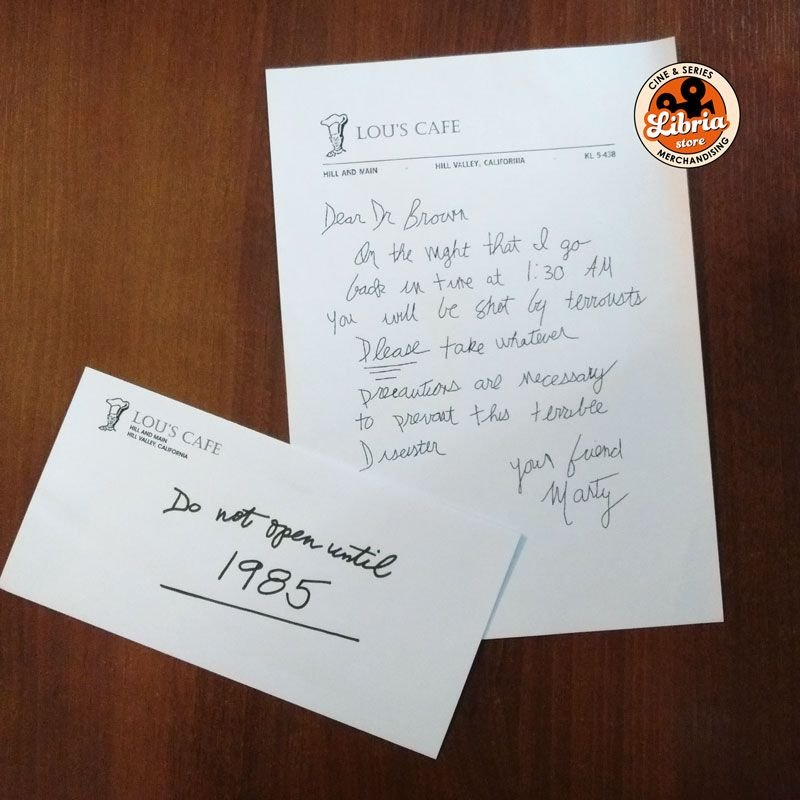 CINE & SERIES
Libria
store
MERCHANDISING
LOU'S CAFE
HILL AND MAIN · HILL VALLEY, CALIFORNIA · KL 5-438
Dear Dr Brown
On the night that I go
back in time at 1:30 AM
you will be shot by terrorists
Please take whatever
precautions are necessary
to prevent this terrible
Disaster
your friend
Marty
LOU'S CAFE
HILL AND MAIN
HILL VALLEY, CALIFORNIA
Do not open until
1985